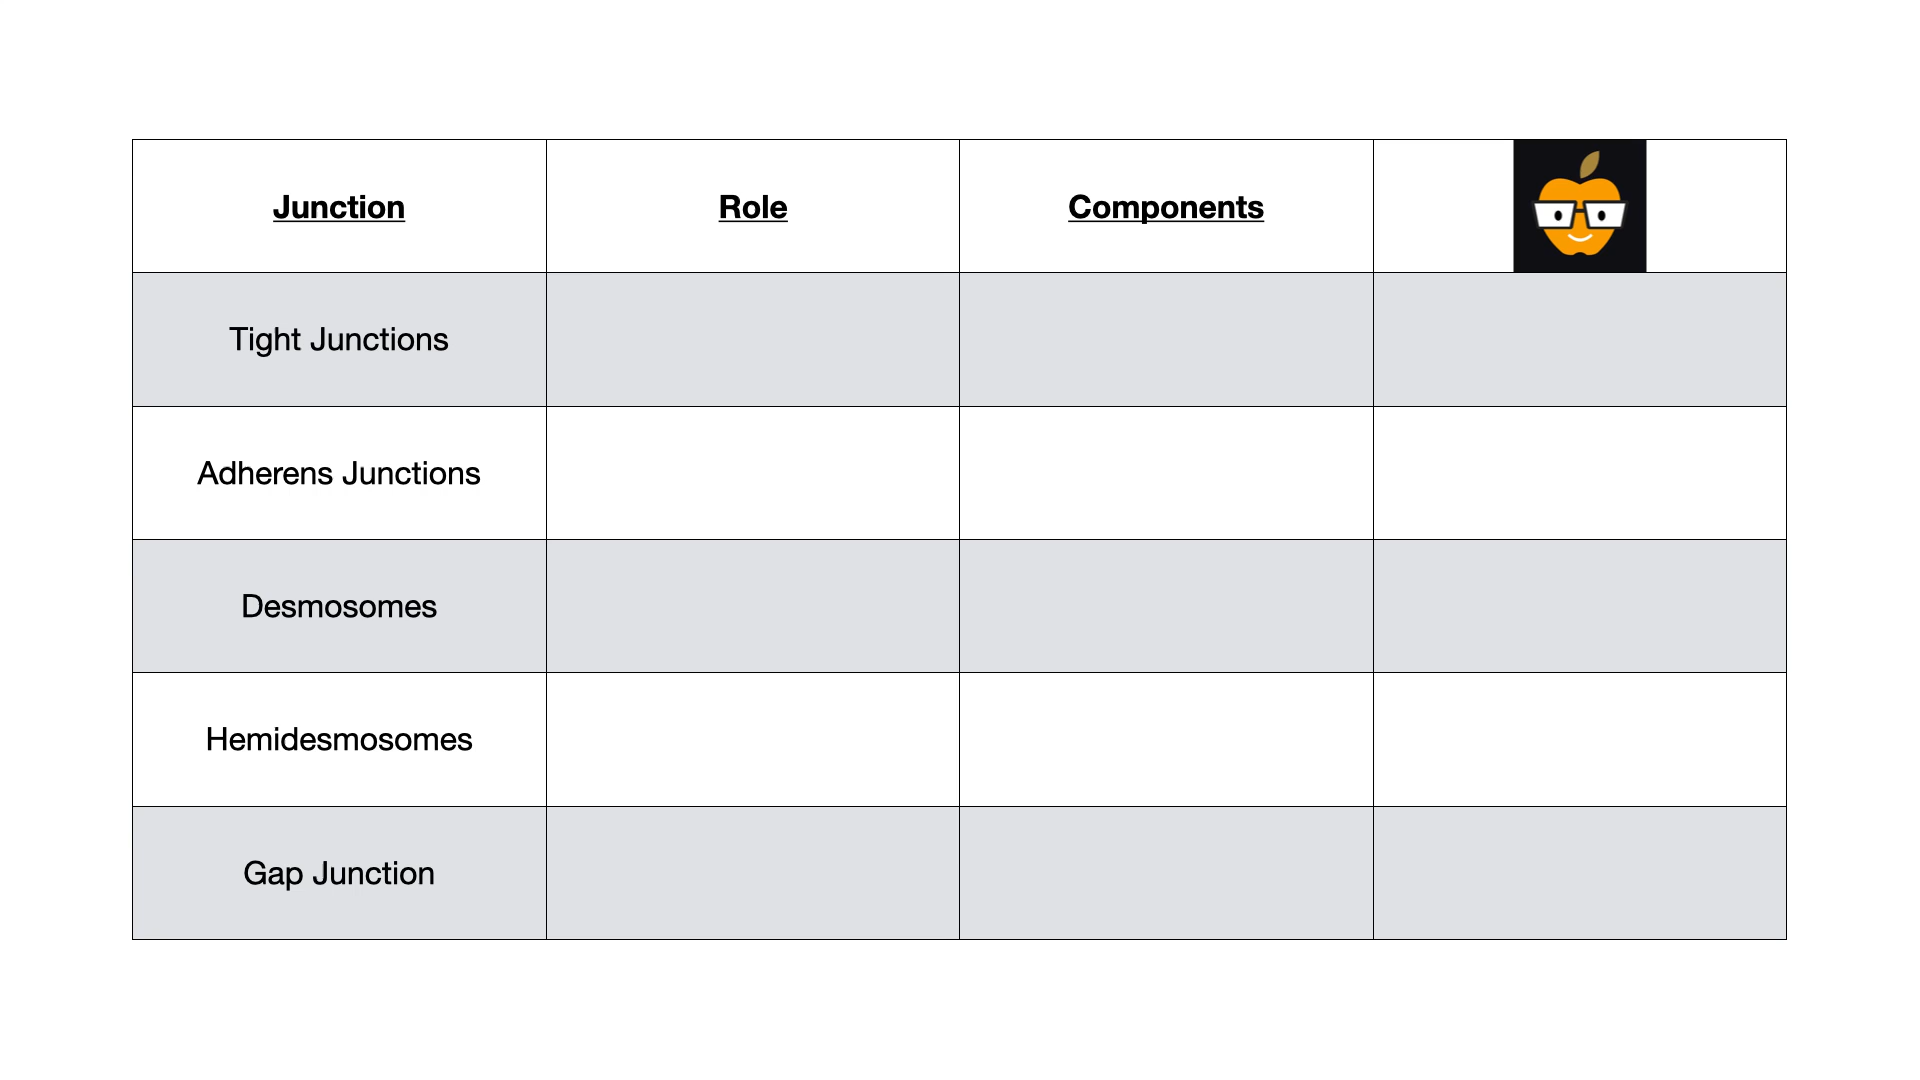 Junction
Role
Components
Tight Junctions
Adherens Junctions
Desmosomes
Hemidesmosomes
Gap Junction